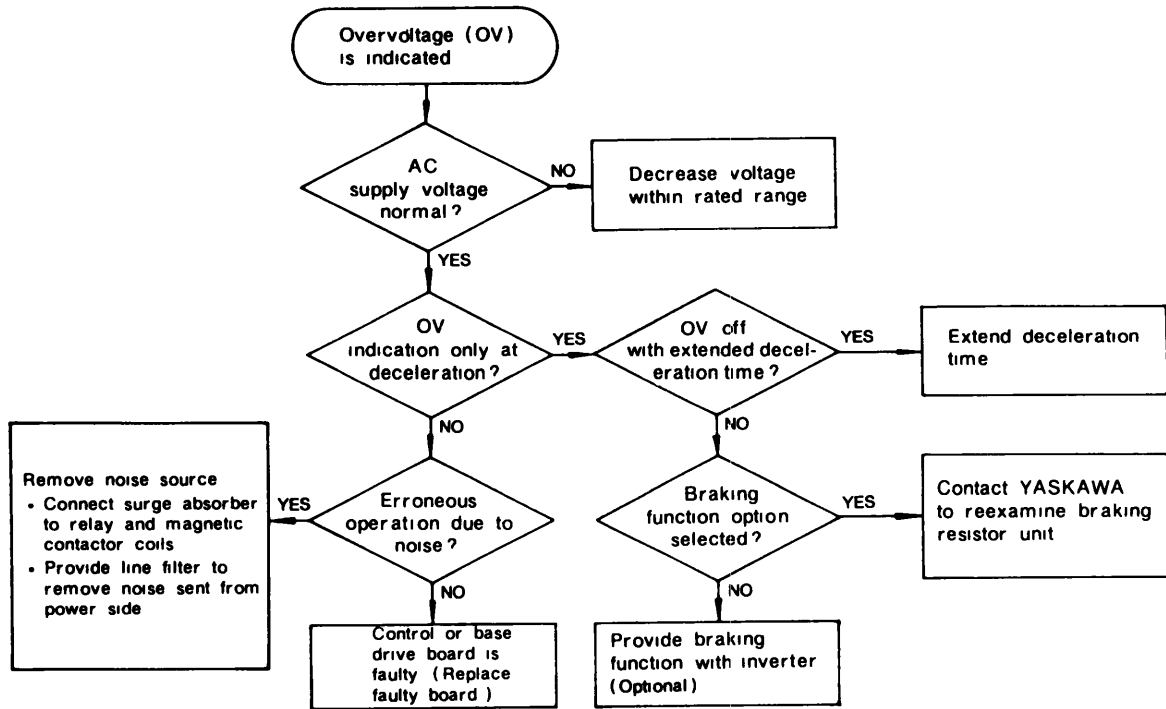 Overvoltage (OV)
is indicated
AC
supply voltage
normal?
NO
Decrease voltage
within rated range
YES
OV
indication only at
deceleration?
YES
OV off
with extended decel-
eration time?
YES
Extend deceleration
time
NO
NO
Remove noise source
• Connect surge absorber
to relay and magnetic
contactor coils
• Provide line filter to
remove noise sent from
power side
YES
Erroneous
operation due to
noise?
Braking
function option
selected?
YES
Contact YASKAWA
to reexamine braking
resistor unit
NO
NO
Control or base
drive board is
faulty (Replace
faulty board)
Provide braking
function with inverter
(Optional)